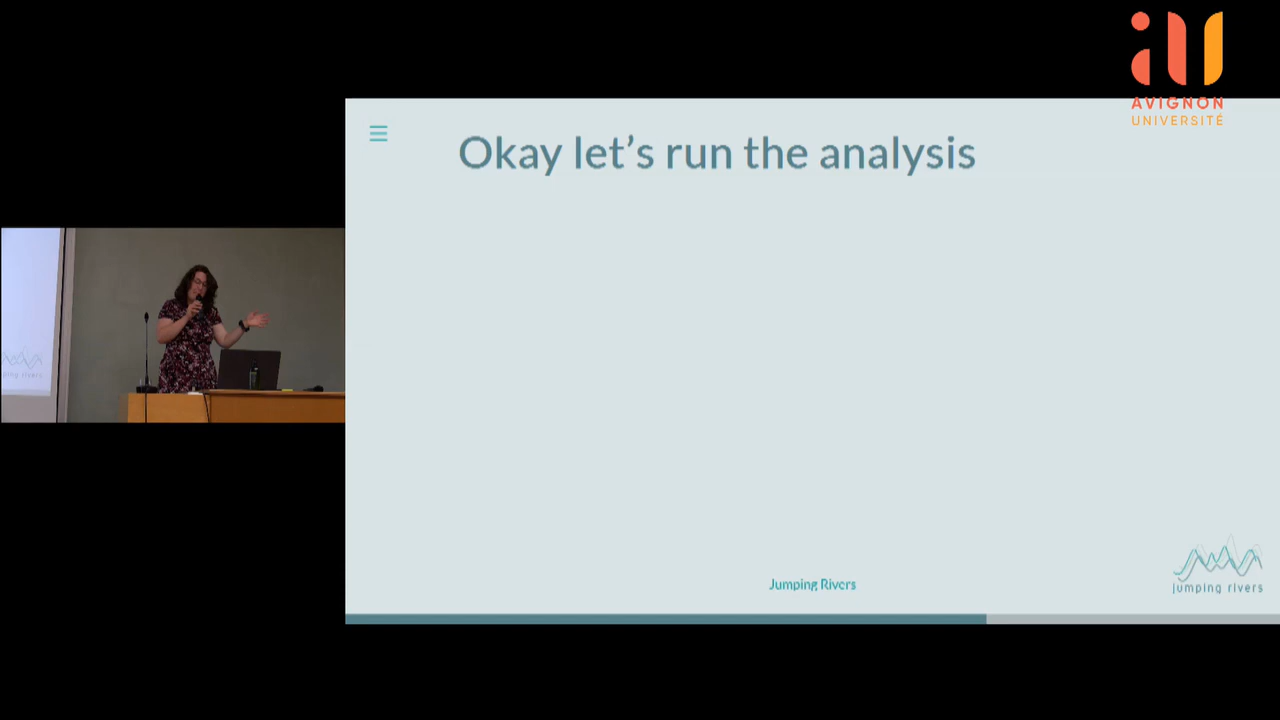 AVIGNON
UNIVERSITÉ
Okay let's run the analysis
Jumping Rivers
jumping rivers